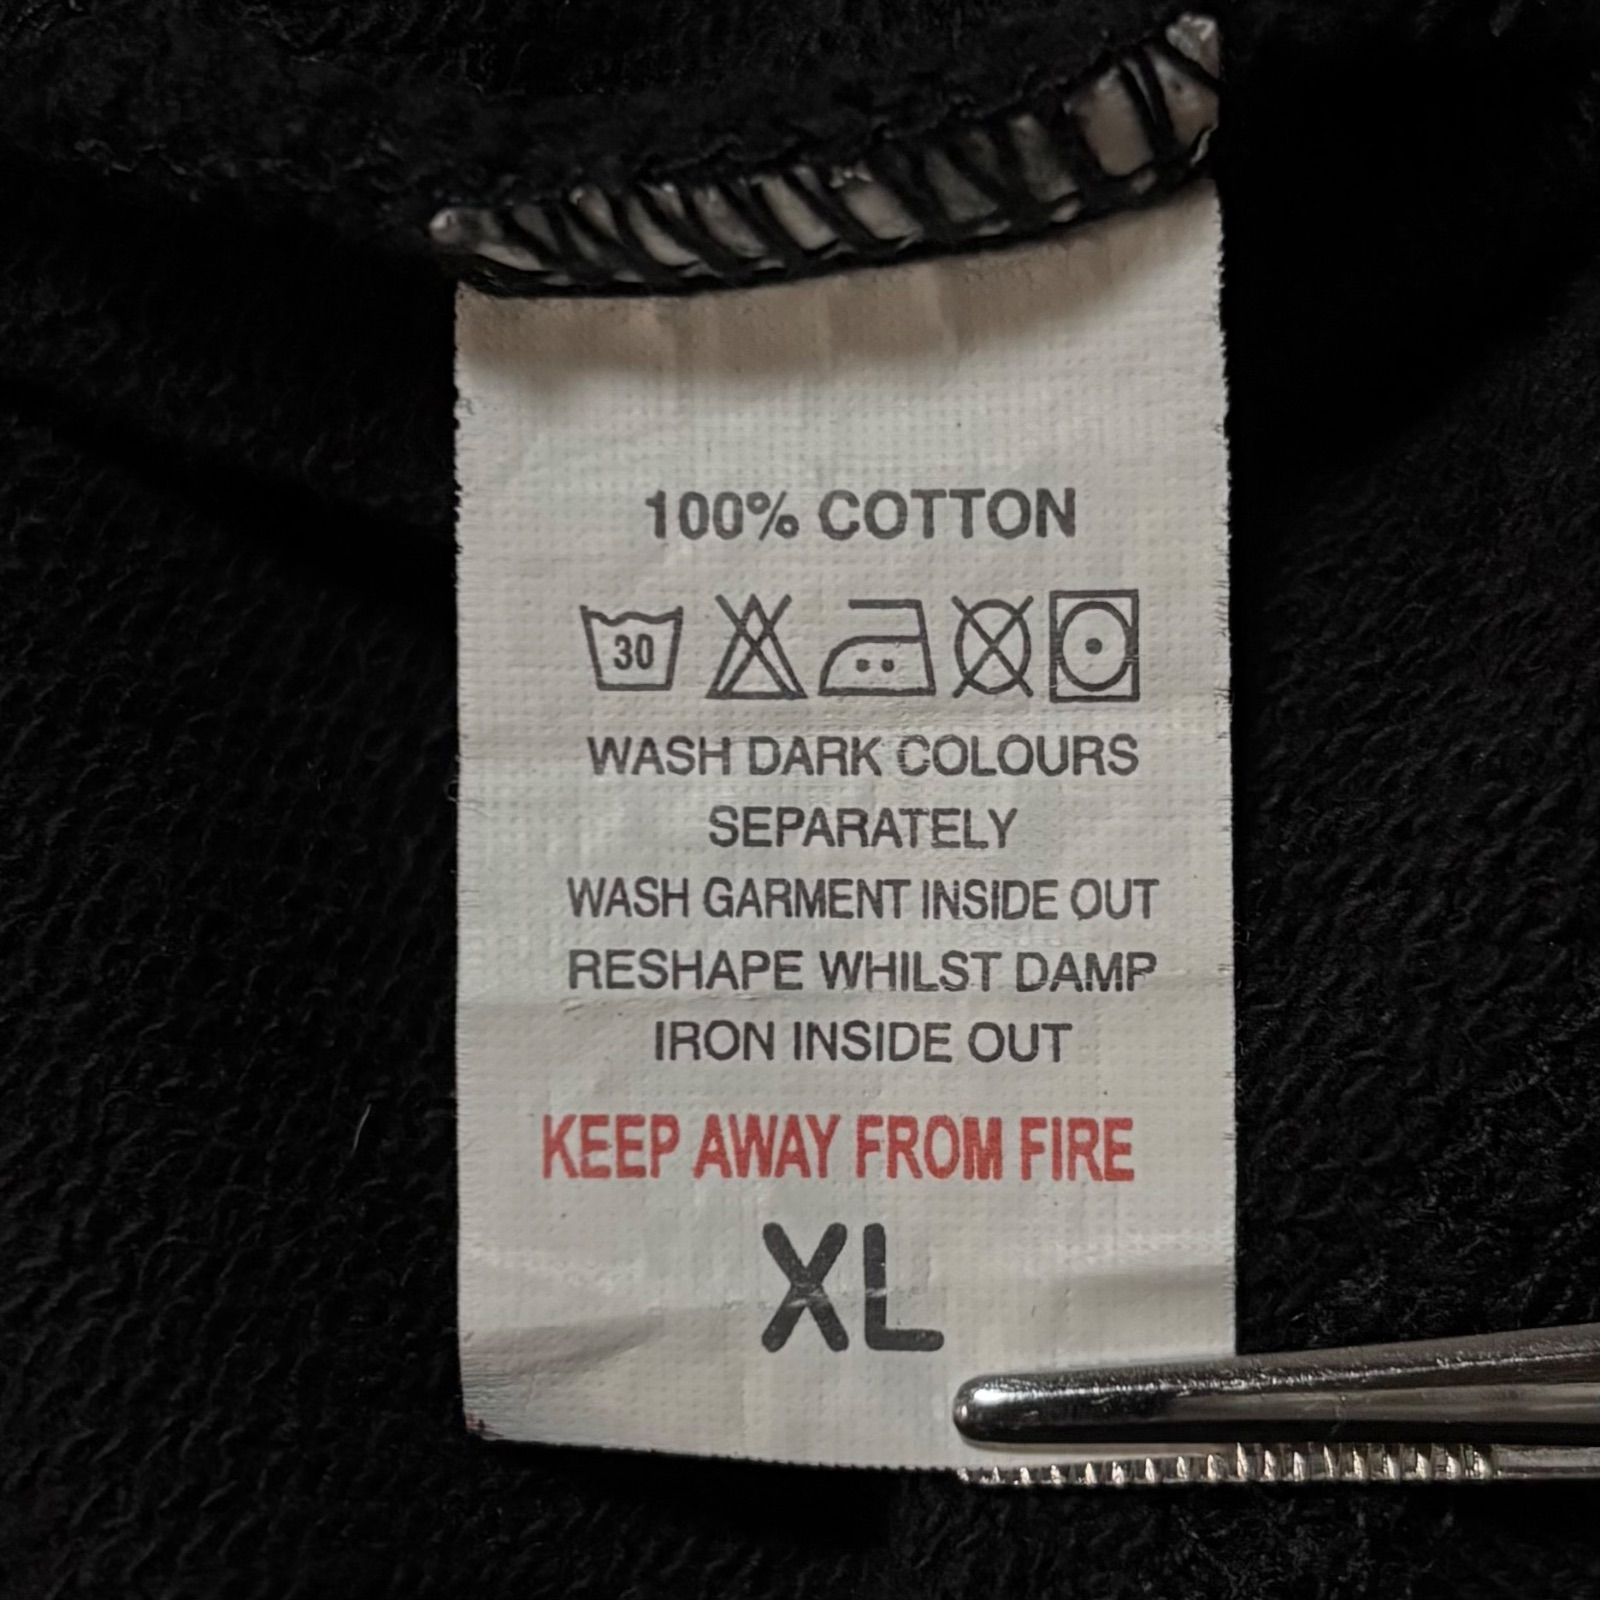 100% COTTON
30
WASH DARK COLOURS
SEPARATELY
WASH GARMENT INSIDE OUT
RESHAPE WHILST DAMP
IRON INSIDE OUT
KEEP AWAY FROM FIRE
XL